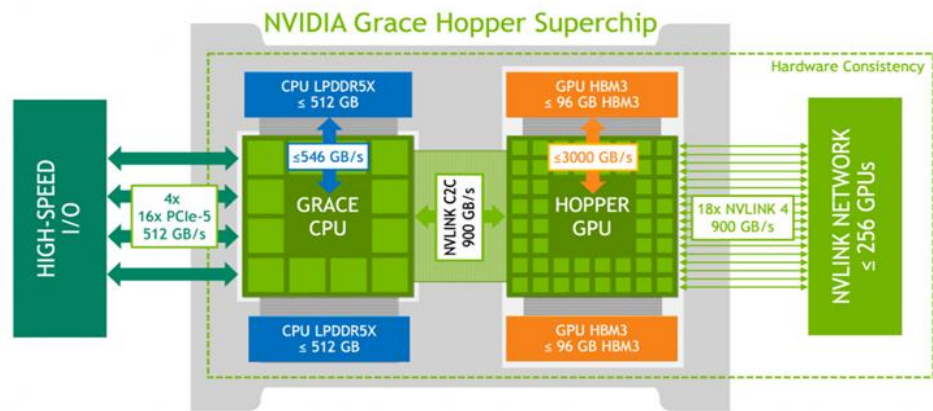 NVIDIA Grace Hopper Superchip
Hardware Consistency
HIGH-SPEED
I/O
4x
16x PCIe-5
512 GB/s
CPU LPDDR5X
≤ 512 GB
≤546 GB/s
GRACE
CPU
CPU LPDDR5X
≤ 512 GB
NVLINK C2C
900 GB/s
GPU HBM3
≤ 96 GB HBM3
≤3000 GB/s
HOPPER
GPU
GPU HBM3
≤ 96 GB HBM3
18x NVLINK 4
900 GB/s
NVLINK NETWORK
≤ 256 GPUs